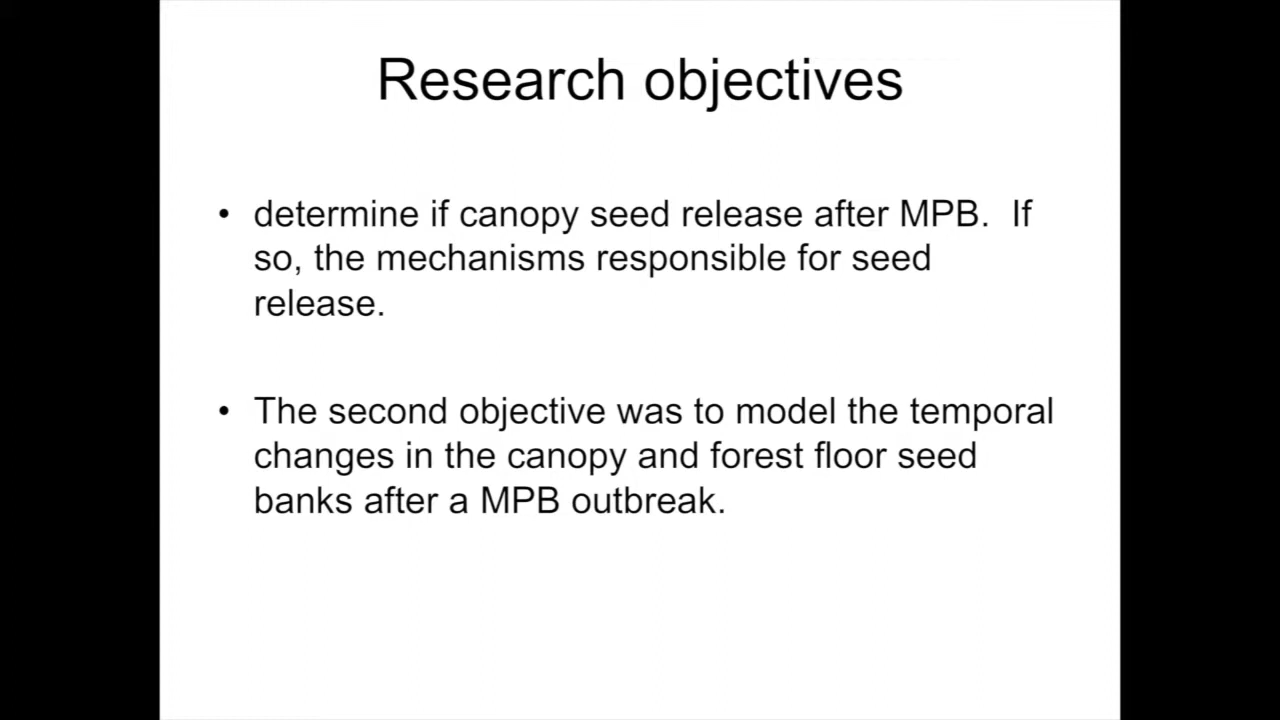 Research objectives
• determine if canopy seed release after MPB.  If
so, the mechanisms responsible for seed
release.
• The second objective was to model the temporal
changes in the canopy and forest floor seed
banks after a MPB outbreak.